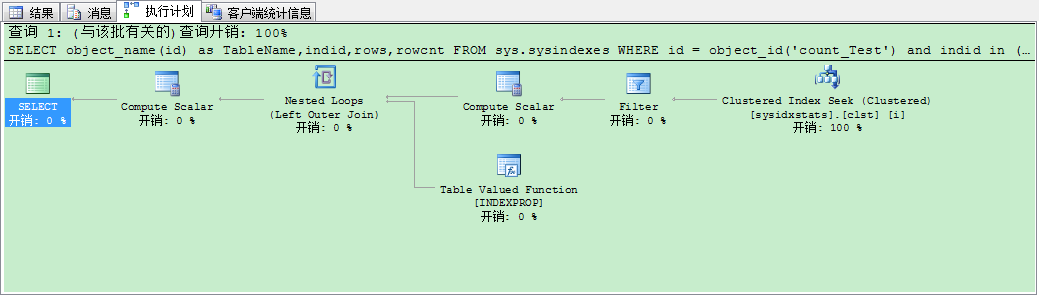 结果 消息 执行计划 客户端统计信息
查询 1: (与该批有关的)查询开销: 100%
SELECT object_name(id) as TableName,indid,rows,rowcnt FROM sys.sysindexes WHERE id = object_id('count_Test') and indid in (…
SELECT
开销: 0 %
Compute Scalar
开销: 0 %
Nested Loops
(Left Outer Join)
开销: 0 %
Compute Scalar
开销: 0 %
Filter
开销: 0 %
Clustered Index Seek (Clustered)
[sysidxstats].[clst] [i]
开销: 100 %
Table Valued Function
[INDEXPROP]
开销: 0 %